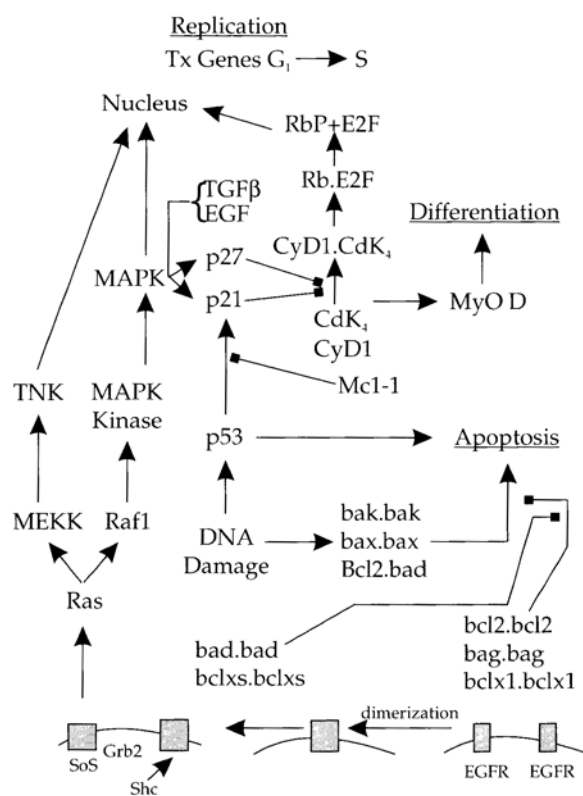 Replication
Tx Genes G₁ S
Nucleus
RbP+E2F
Rb.E2F
TGFβ
EGF
Differentiation
CyD1.CdK₄
p27
MAPK
p21
MyO D
CdK₄
CyD1
Mc1-1
TNK
MAPK
Kinase
p53
Apoptosis
MEKK
Raf1
DNA
Damage
bak.bak
bax.bax
Bcl2.bad
Ras
bad.bad
bclxs.bclxs
bcl2.bcl2
bag.bag
bclx1.bclx1
dimerization
SoS
Grb2
Shc
EGFR
EGFR